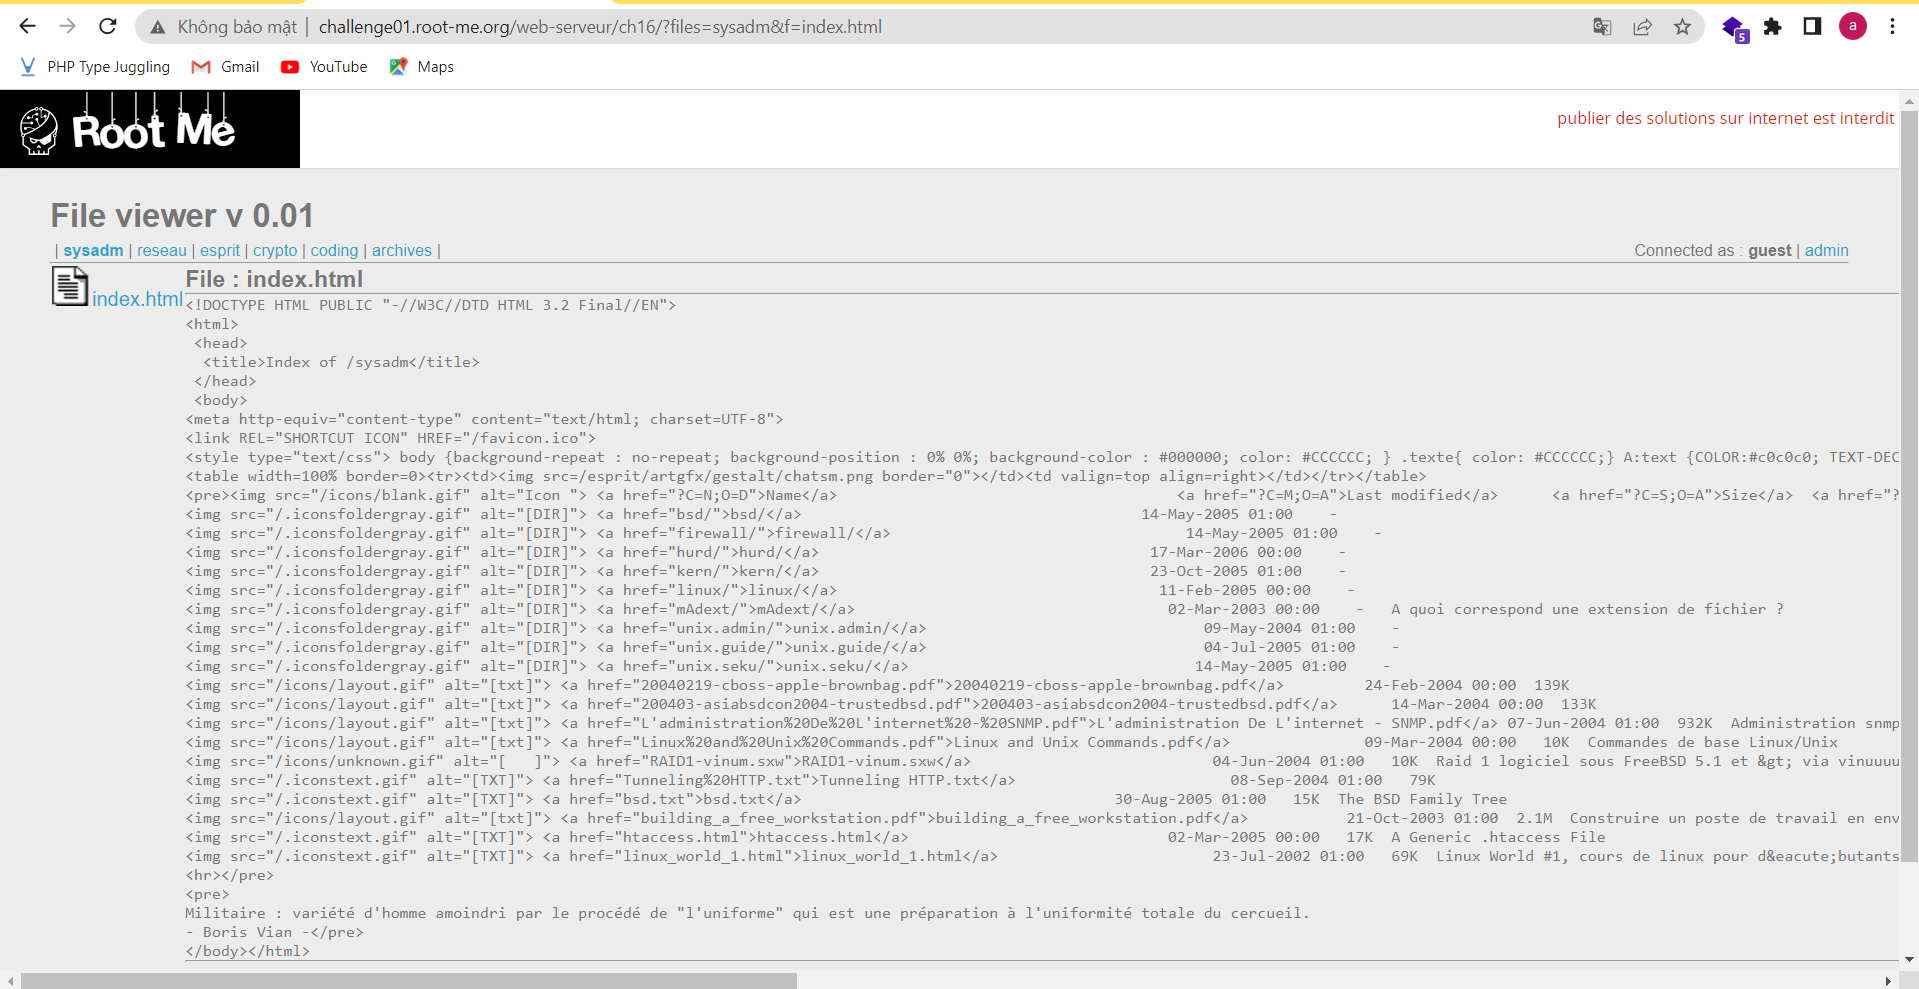 Không bảo mật | challenge01.root-me.org/web-serveur/ch16/?files=sysadm&f=index.html
5
a
PHP Type Juggling Gmail YouTube Maps
Root Me
publier des solutions sur internet est interdit
File viewer v 0.01
| sysadm | reseau | esprit | crypto | coding | archives |
Connected as : guest | admin
index.html
File : index.html
<!DOCTYPE HTML PUBLIC "-//W3C//DTD HTML 3.2 Final//EN">
<html>
<head>
<title>Index of /sysadm</title>
</head>
<body>
<meta http-equiv="content-type" content="text/html; charset=UTF-8">
<link REL="SHORTCUT ICON" HREF="/favicon.ico">
<style type="text/css"> body {background-repeat : no-repeat; background-position : 0% 0%; background-color : #000000; color: #CCCCCC; } .texte{ color: #CCCCCC;} A:text {COLOR:#c0c0c0; TEXT-DEC
<table width=100% border=0><tr><td><img src=/esprit/artgfx/gestalt/chatsm.png border="0"></td><td valign=top align=right></td></tr></table>
<pre><img src="/icons/blank.gif" alt="Icon "> <a href="?C=N;O=D">Name</a> <a href="?C=M;O=A">Last modified</a> <a href="?C=S;O=A">Size</a> <a href="?
<img src="/.iconsfoldergray.gif" alt="[DIR]"> <a href="bsd/">bsd/</a> 14-May-2005 01:00 -
<img src="/.iconsfoldergray.gif" alt="[DIR]"> <a href="firewall/">firewall/</a> 14-May-2005 01:00 -
<img src="/.iconsfoldergray.gif" alt="[DIR]"> <a href="hurd/">hurd/</a> 17-Mar-2006 00:00 -
<img src="/.iconsfoldergray.gif" alt="[DIR]"> <a href="kern/">kern/</a> 23-Oct-2005 01:00 -
<img src="/.iconsfoldergray.gif" alt="[DIR]"> <a href="linux/">linux/</a> 11-Feb-2005 00:00 -
<img src="/.iconsfoldergray.gif" alt="[DIR]"> <a href="mAdext/">mAdext/</a> 02-Mar-2003 00:00 - A quoi correspond une extension de fichier ?
<img src="/.iconsfoldergray.gif" alt="[DIR]"> <a href="unix.admin/">unix.admin/</a> 09-May-2004 01:00 -
<img src="/.iconsfoldergray.gif" alt="[DIR]"> <a href="unix.guide/">unix.guide/</a> 04-Jul-2005 01:00 -
<img src="/.iconsfoldergray.gif" alt="[DIR]"> <a href="unix.seku/">unix.seku/</a> 14-May-2005 01:00 -
<img src="/icons/layout.gif" alt="[txt]"> <a href="20040219-cboss-apple-brownbag.pdf">20040219-cboss-apple-brownbag.pdf</a> 24-Feb-2004 00:00 139K
<img src="/icons/layout.gif" alt="[txt]"> <a href="200403-asiabsdcon2004-trustedbsd.pdf">200403-asiabsdcon2004-trustedbsd.pdf</a> 14-Mar-2004 00:00 133K
<img src="/icons/layout.gif" alt="[txt]"> <a href="L'administration%20De%20L'internet%20-%20SNMP.pdf">L'administration De L'internet - SNMP.pdf</a> 07-Jun-2004 01:00 932K Administration snmp
<img src="/icons/layout.gif" alt="[txt]"> <a href="Linux%20and%20Unix%20Commands.pdf">Linux and Unix Commands.pdf</a> 09-Mar-2004 00:00 10K Commandes de base Linux/Unix
<img src="/icons/unknown.gif" alt="[   ]"> <a href="RAID1-vinum.sxw">RAID1-vinum.sxw</a> 04-Jun-2004 01:00 10K Raid 1 logiciel sous FreeBSD 5.1 et &gt; via vinuuuu
<img src="/.iconstext.gif" alt="[TXT]"> <a href="Tunneling%20HTTP.txt">Tunneling HTTP.txt</a> 08-Sep-2004 01:00 79K
<img src="/.iconstext.gif" alt="[TXT]"> <a href="bsd.txt">bsd.txt</a> 30-Aug-2005 01:00 15K The BSD Family Tree
<img src="/icons/layout.gif" alt="[txt]"> <a href="building_a_free_workstation.pdf">building_a_free_workstation.pdf</a> 21-Oct-2003 01:00 2.1M Construire un poste de travail en env
<img src="/.iconstext.gif" alt="[TXT]"> <a href="htaccess.html">htaccess.html</a> 02-Mar-2005 00:00 17K A Generic .htaccess File
<img src="/.iconstext.gif" alt="[TXT]"> <a href="linux_world_1.html">linux_world_1.html</a> 23-Jul-2002 01:00 69K Linux World #1, cours de linux pour d&eacute;butants
<hr></pre>
<pre>
Militaire : variété d'homme amoindri par le procédé de "l'uniforme" qui est une préparation à l'uniformité totale du cercueil.
- Boris Vian -</pre>
</body></html>